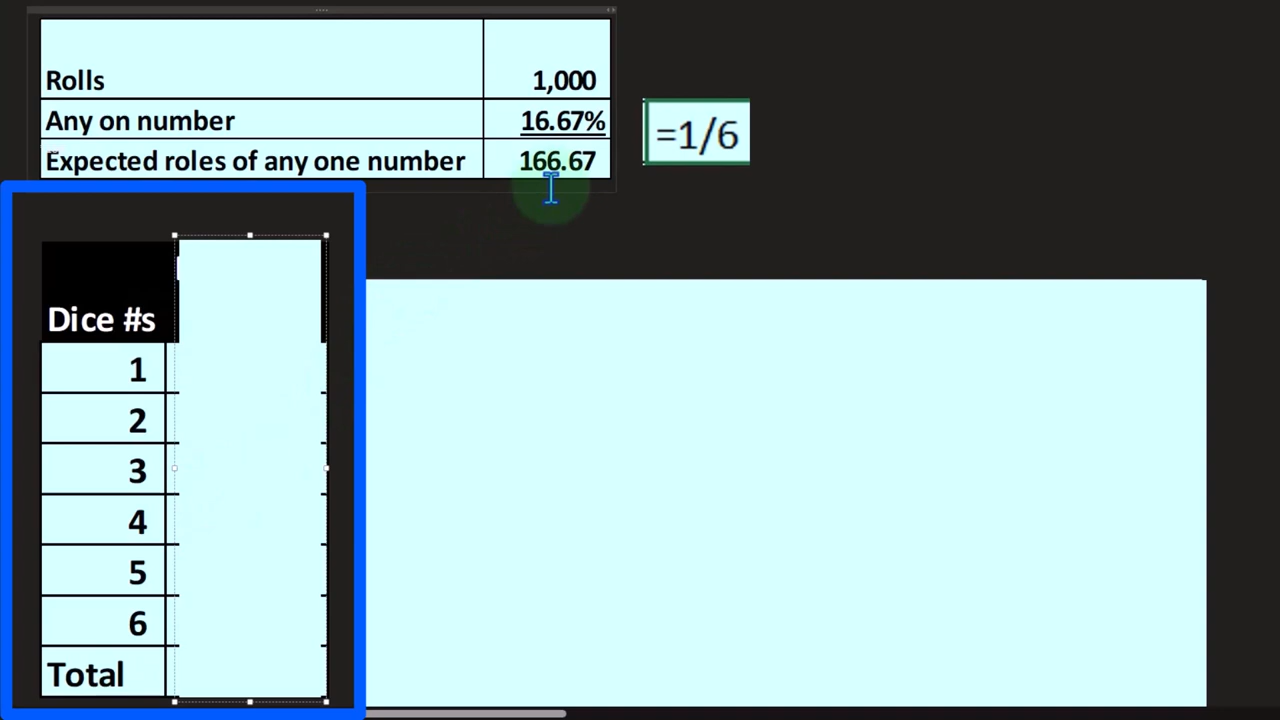 Rolls 1,000
Any on number 16.67%
Expected roles of any one number 166.67
=1/6
Dice #s
1
2
3
4
5
6
Total